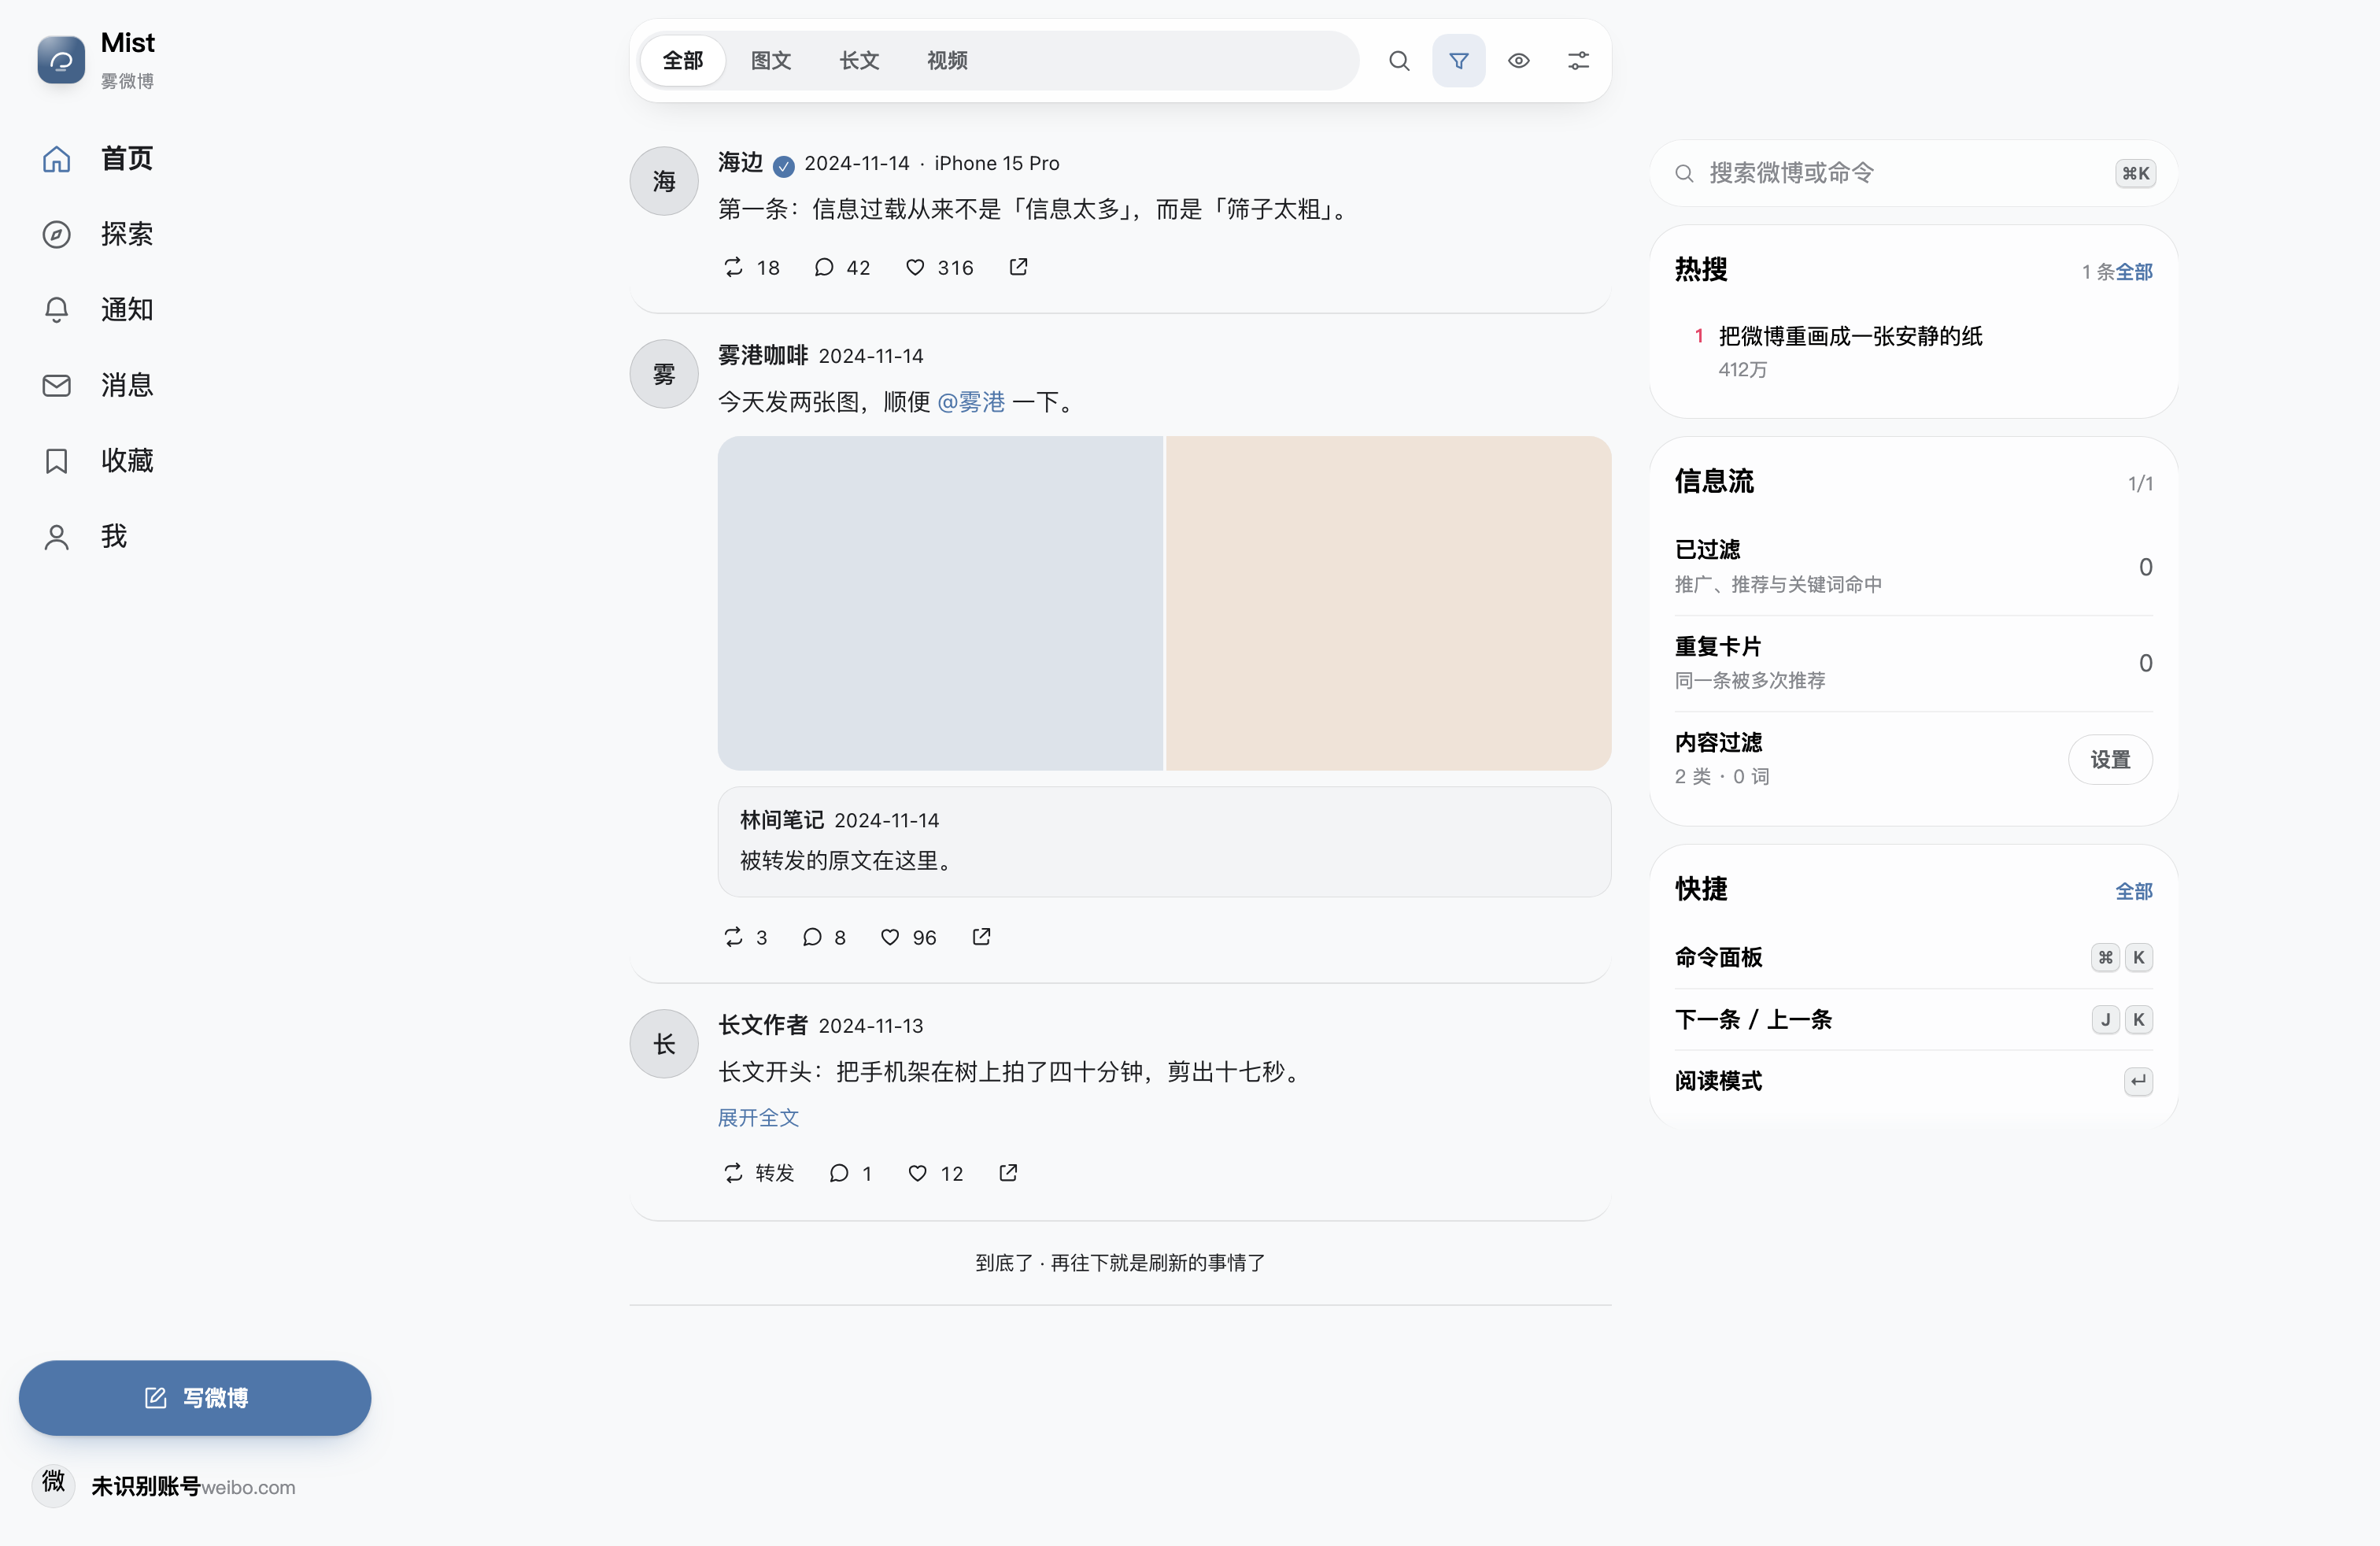 Mist
雾微博
首页
探索
通知
消息
收藏
我
写微博
微
未识别账号weibo.com
全部 图文 长文 视频
海
海边 2024-11-14 · iPhone 15 Pro
第一条：信息过载从来不是「信息太多」，而是「筛子太粗」。
18 42 316
雾
雾港咖啡 2024-11-14
今天发两张图，顺便 @雾港 一下。
林间笔记 2024-11-14
被转发的原文在这里。
3 8 96
长
长文作者 2024-11-13
长文开头：把手机架在树上拍了四十分钟，剪出十七秒。
展开全文
转发 1 12
到底了 · 再往下就是刷新的事情了
搜索微博或命令 ⌘K
热搜 1 条全部
1 把微博重画成一张安静的纸
412万
信息流 1/1
已过滤
推广、推荐与关键词命中 0
重复卡片
同一条被多次推荐 0
内容过滤
2 类 · 0 词 设置
快捷 全部
命令面板 ⌘ K
下一条 / 上一条 J K
阅读模式 ↵